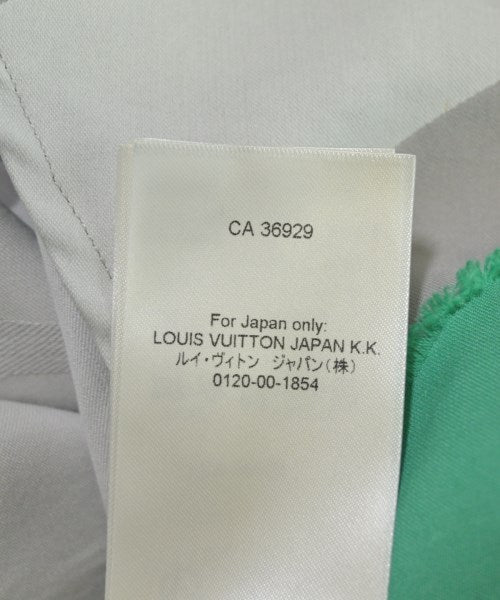 CA 36929
For Japan only:
LOUIS VUITTON JAPAN K.K.
ルイ・ヴィトン ジャパン(株)
0120-00-1854